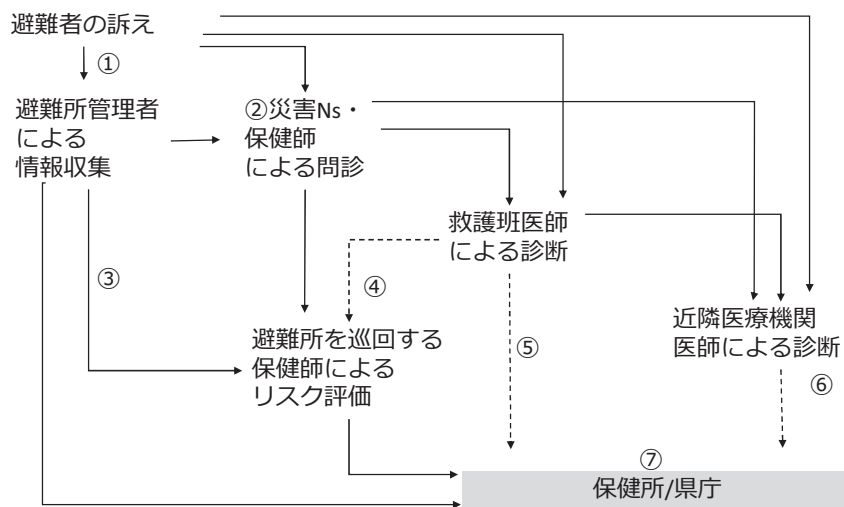 避難者の訴え
①
避難所管理者
による
情報収集
②災害Ns・
保健師
による問診
救護班医師
による診断
③
④
避難所を巡回する
保健師による
リスク評価
⑤
近隣医療機関
医師による診断
⑥
⑦
保健所/県庁